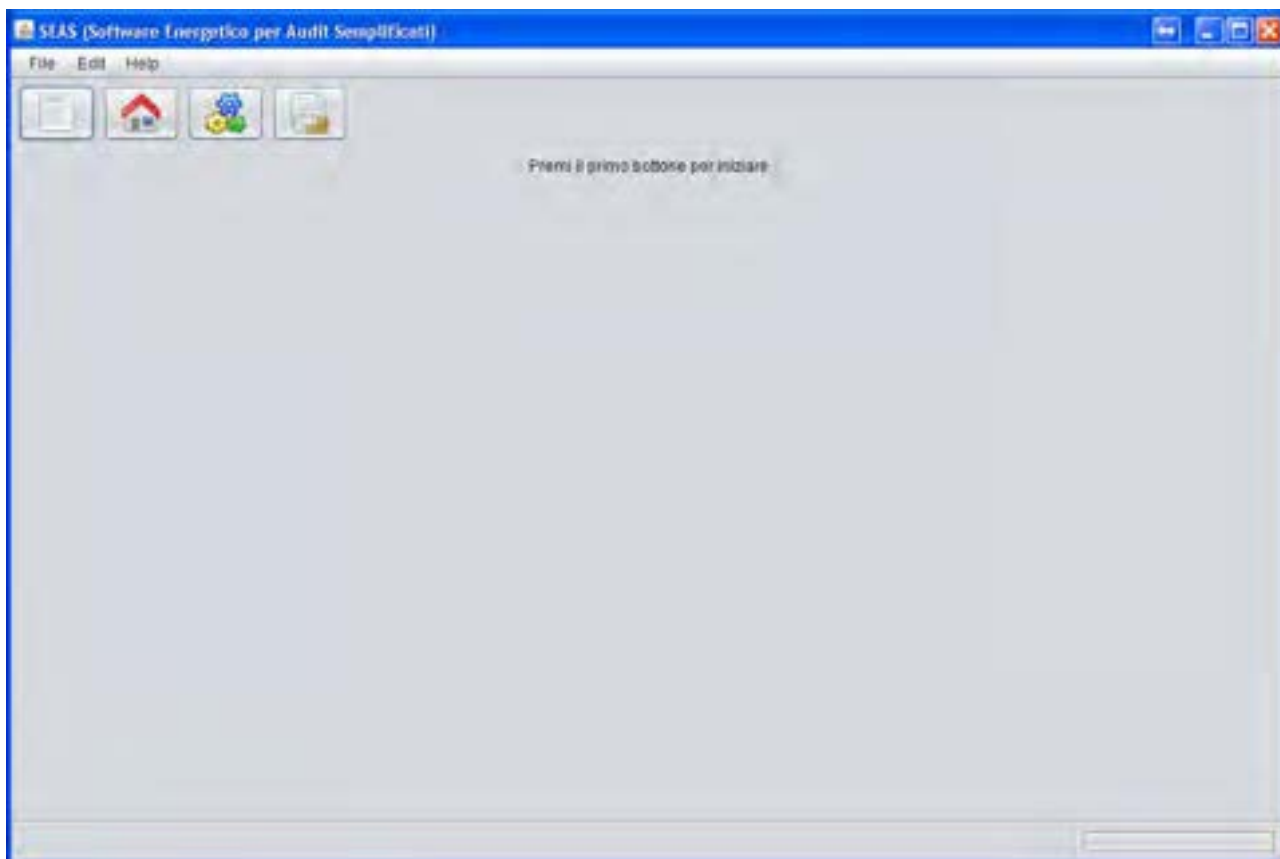 SEAS (Software Energetico per Audit Semplificati)
File Edit Help
Premi il primo bottone per iniziare